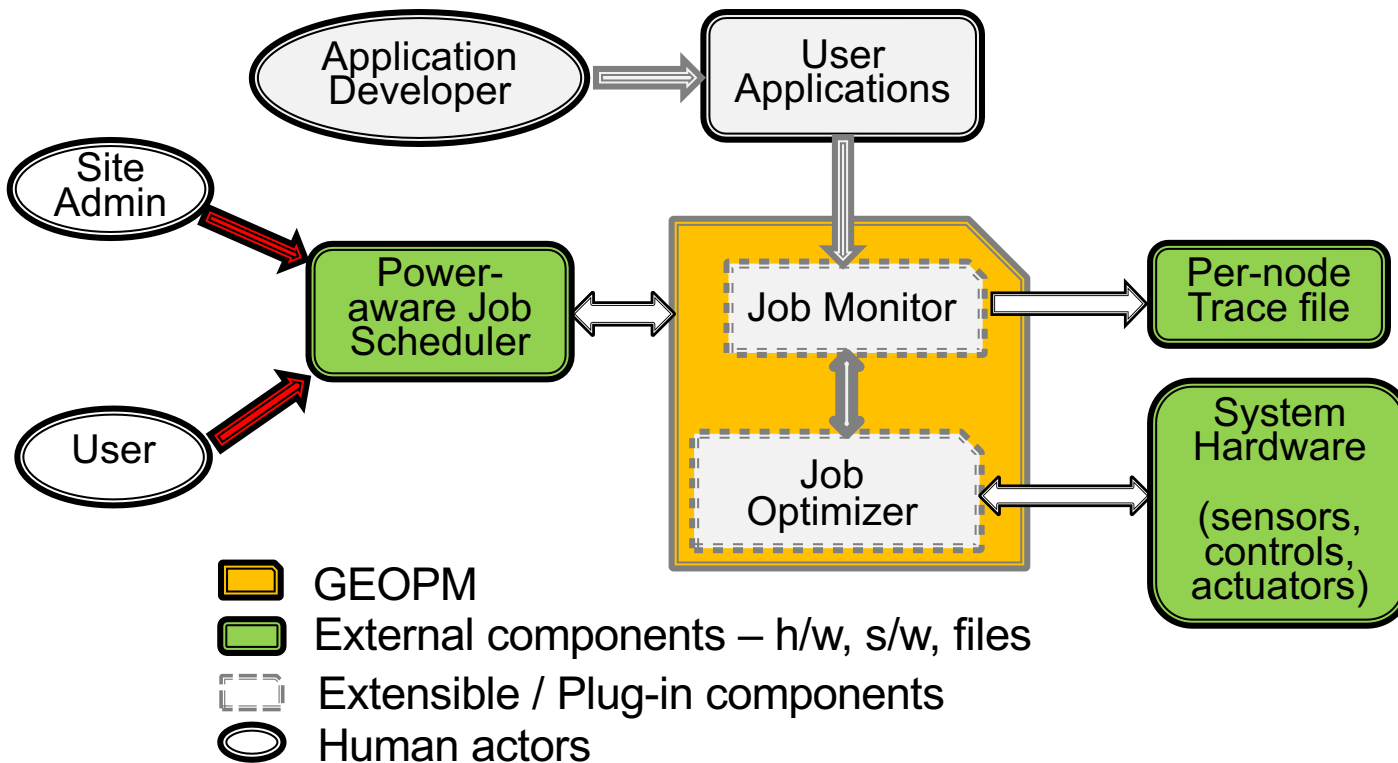 Application
Developer
User
Applications
Site
Admin
Power-
aware Job
Scheduler
Job Monitor
Per-node
Trace file
User
Job
Optimizer
System
Hardware
(sensors,
controls,
actuators)
GEOPM
External components – h/w, s/w, files
Extensible / Plug-in components
Human actors